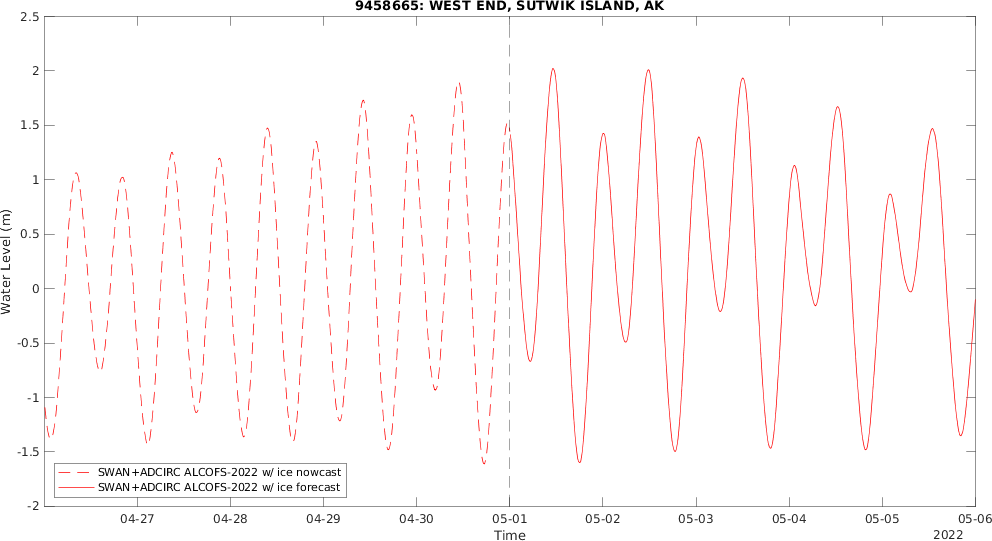 9458665: WEST END, SUTWIK ISLAND, AK
2.5
2
1.5
1
0.5
0
-0.5
-1
-1.5
-2
Water Level (m)
SWAN+ADCIRC ALCOFS-2022 w/ ice nowcast
SWAN+ADCIRC ALCOFS-2022 w/ ice forecast
04-27 04-28 04-29 04-30 05-01 05-02 05-03 05-04 05-05 05-06
Time
2022